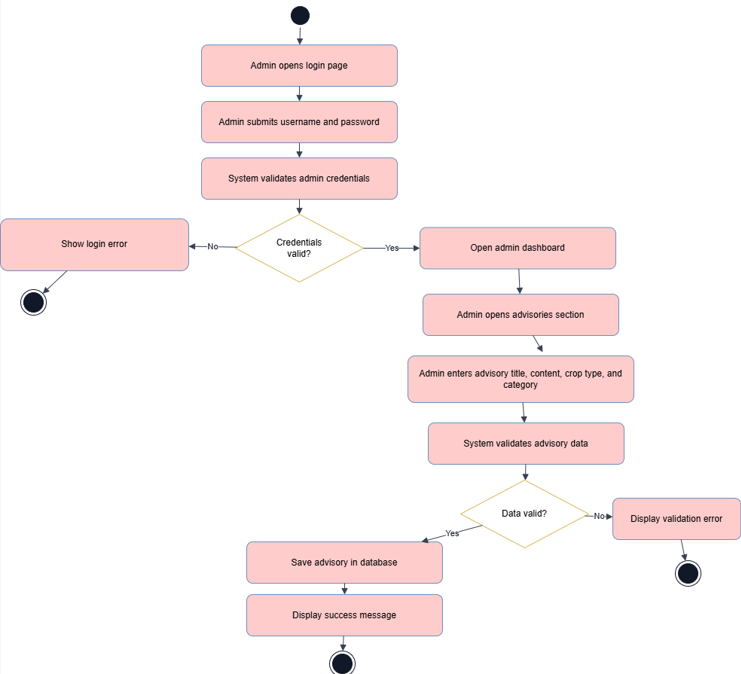 Admin opens login page
Admin submits username and password
System validates admin credentials
Credentials
valid?
No
Show login error
Yes
Open admin dashboard
Admin opens advisories section
Admin enters advisory title, content, crop type, and
category
System validates advisory data
Data valid?
No
Display validation error
Yes
Save advisory in database
Display success message